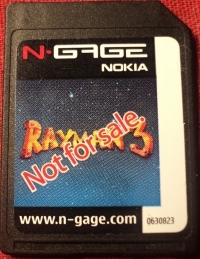 N·GAGE
NOKIA
RAYMAN 3
Not for sale.
www.n-gage.com
0630823